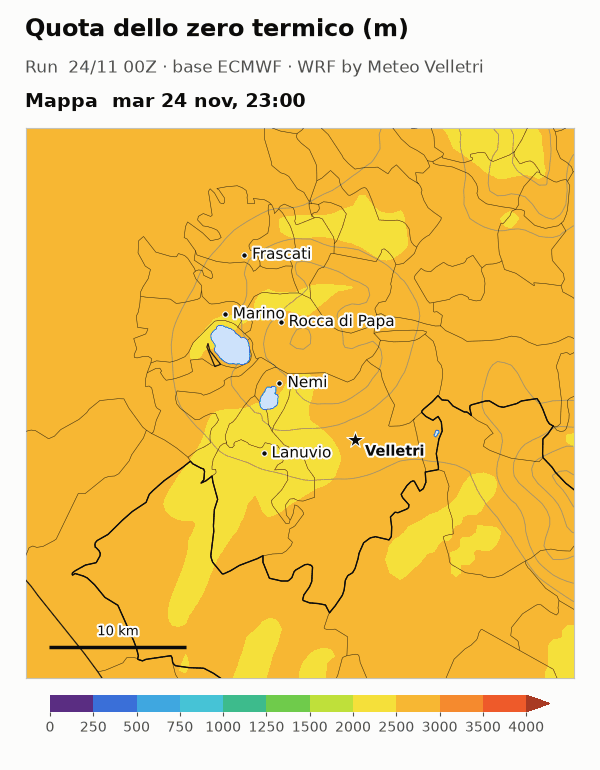 Quota dello zero termico (m)
Run  24/11 00Z · base ECMWF · WRF by Meteo Velletri
Mappa  mar 24 nov, 23:00
Frascati
Marino
Rocca di Papa
Nemi
Velletri
Lanuvio
10 km
0 250 500 750 1000 1250 1500 2000 2500 3000 3500 4000